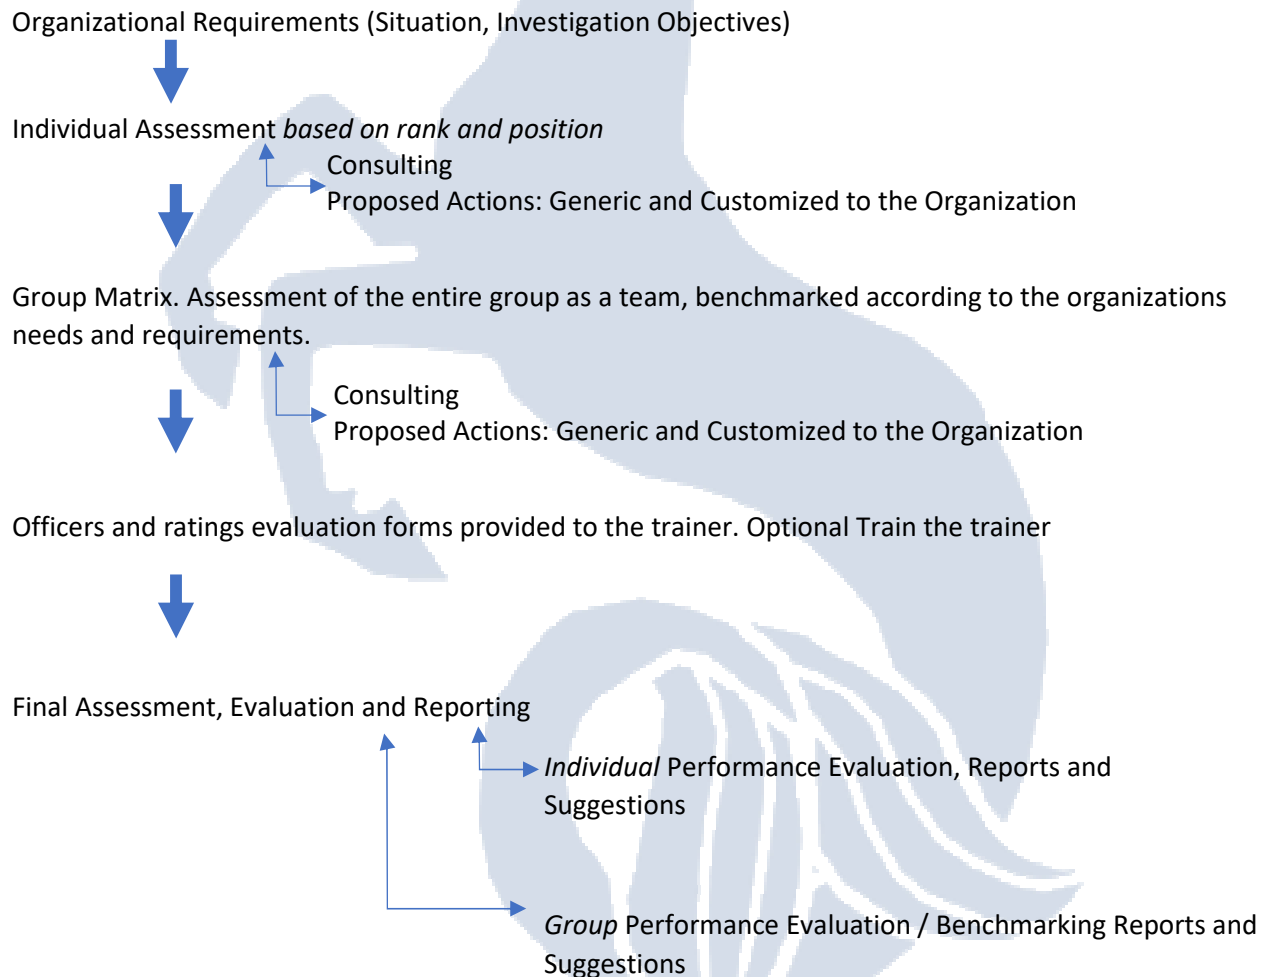 Organizational Requirements (Situation, Investigation Objectives)
Individual Assessment based on rank and position
Consulting
Proposed Actions: Generic and Customized to the Organization
Group Matrix. Assessment of the entire group as a team, benchmarked according to the organizations
needs and requirements.
Consulting
Proposed Actions: Generic and Customized to the Organization
Officers and ratings evaluation forms provided to the trainer. Optional Train the trainer
Final Assessment, Evaluation and Reporting
Individual Performance Evaluation, Reports and
Suggestions
Group Performance Evaluation / Benchmarking Reports and
Suggestions